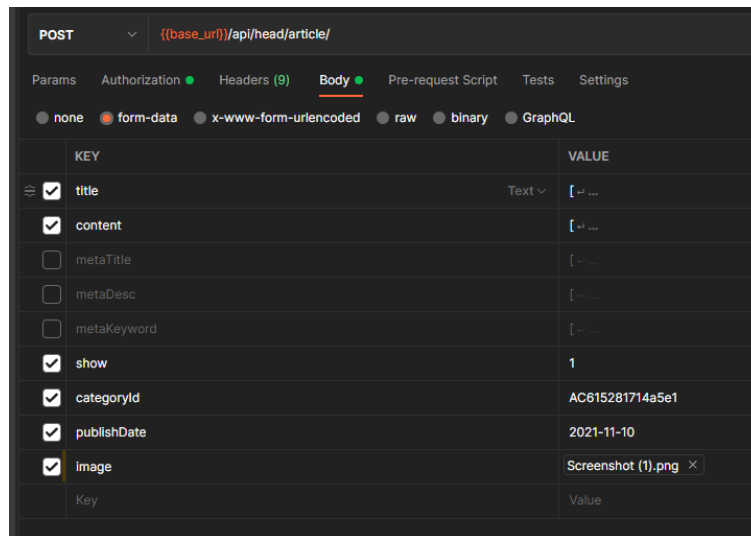 POST {{base_url}}/api/head/article/
Params Authorization Headers (9) Body Pre-request Script Tests Settings
none form-data x-www-form-urlencoded raw binary GraphQL
KEY VALUE
title Text [ ↵ ...
content [ ↵ ...
metaTitle [ ↵ ...
metaDesc [ ↵ ...
metaKeyword [ ↵ ...
show 1
categoryId AC615281714a5e1
publishDate 2021-11-10
image Screenshot (1).png ×
Key Value